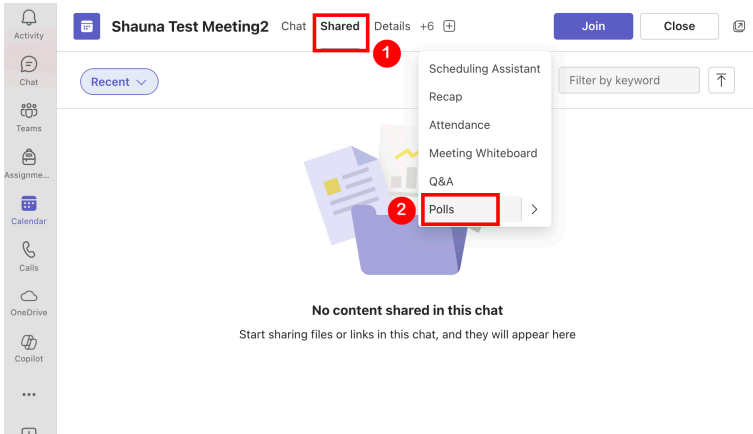 Activity
Chat
Teams
Assignme...
Calendar
Calls
OneDrive
Copilot
Shauna Test Meeting2 Chat Shared Details +6 Join Close
1
Recent
Filter by keyword
Scheduling Assistant
Recap
Attendance
Meeting Whiteboard
Q&A
2 Polls
No content shared in this chat
Start sharing files or links in this chat, and they will appear here